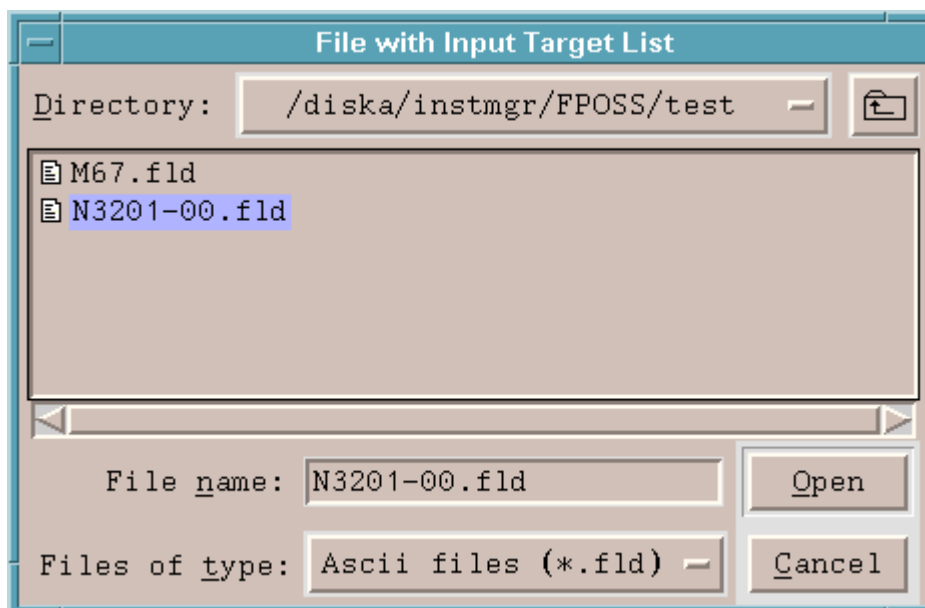 File with Input Target List
Directory: /diska/instmgr/FPOSS/test
M67.fld
N3201-00.fld
File name: N3201-00.fld Open
Files of type: Ascii files (*.fld) Cancel